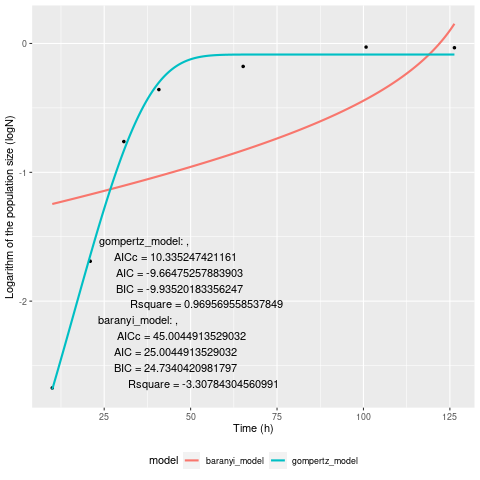 0
-1
-2
Logarithm of the population size (logN)
gompertz_model: ,
AICc = 10.335247421161
AIC = -9.66475257883903
BIC = -9.93520183356247
Rsquare = 0.969569558537849
baranyi_model: ,
AICc = 45.0044913529032
AIC = 25.0044913529032
BIC = 24.7340420981797
Rsquare = -3.30784304560991
25 50 75 100 125
Time (h)
model baranyi_model gompertz_model